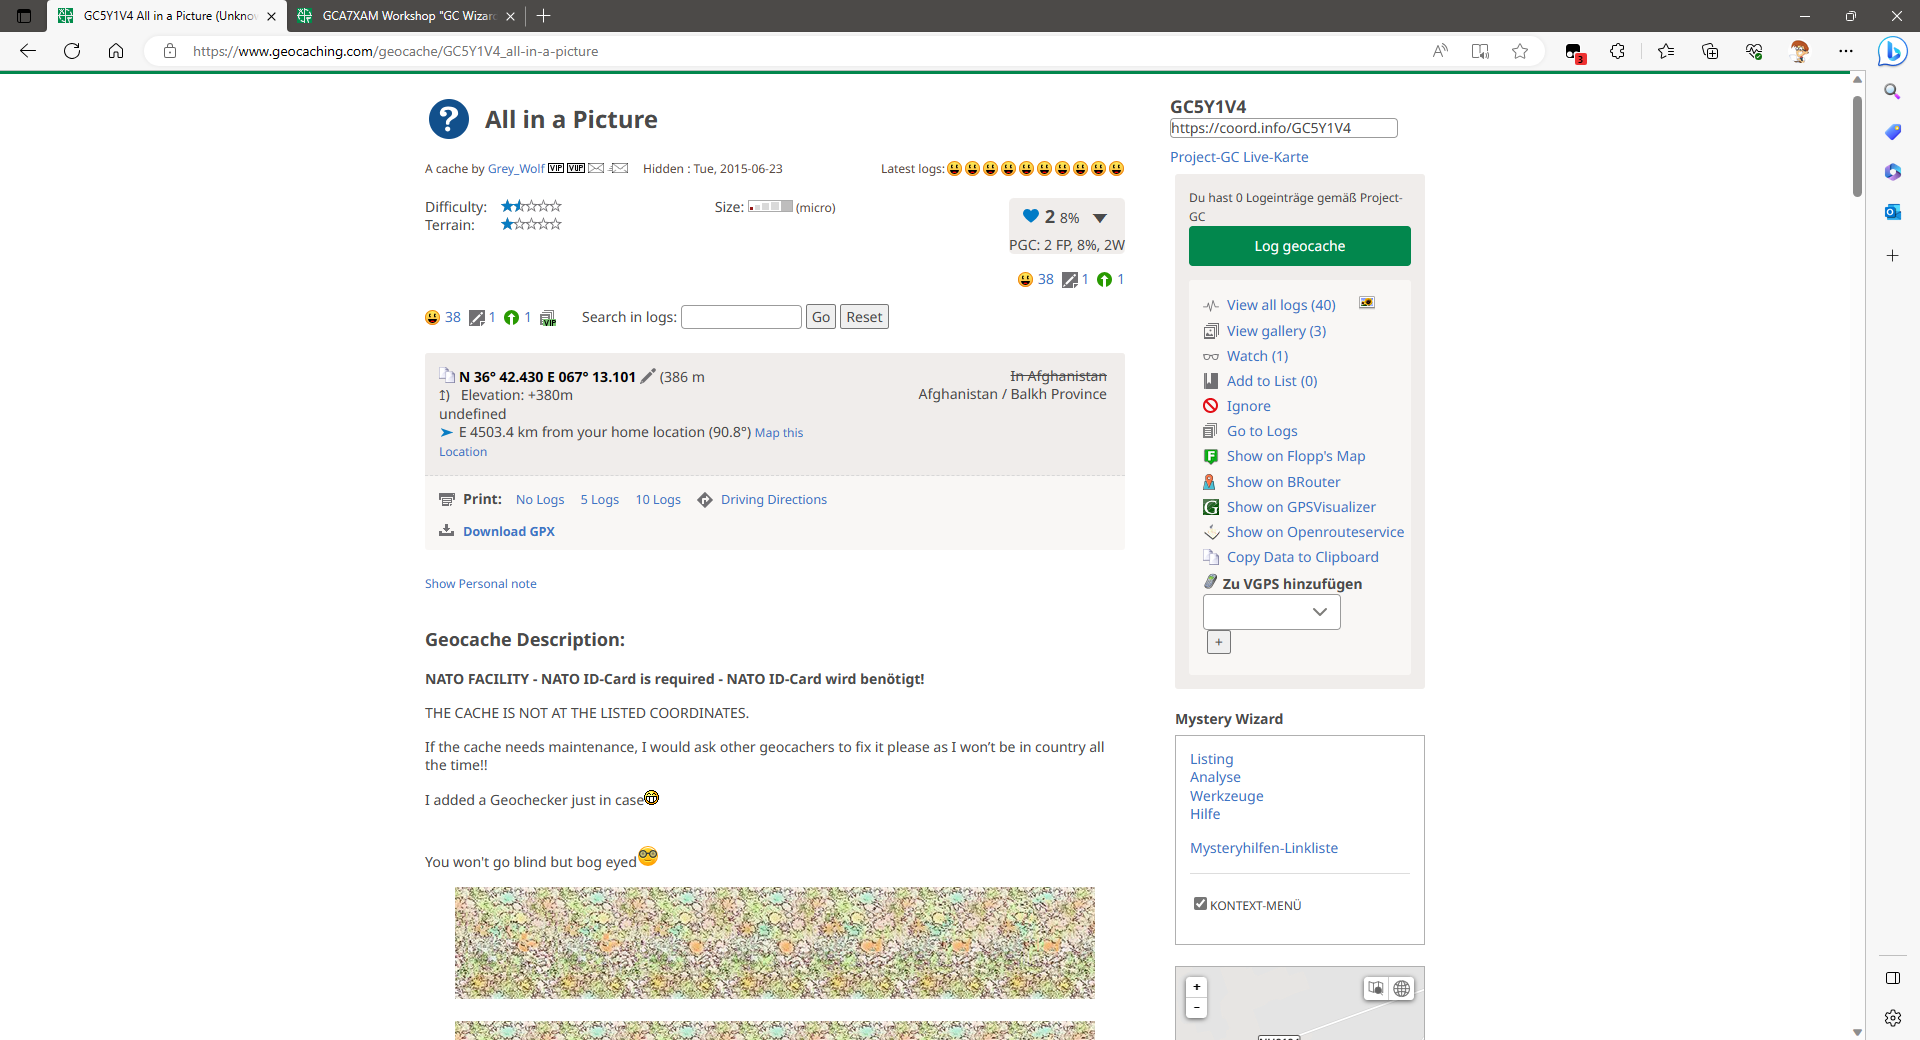 GC5Y1V4 All in a Picture (Unkno
GCA7XAM Workshop "GC Wizar
https://www.geocaching.com/geocache/GC5Y1V4_all-in-a-picture
3
All in a Picture
A cache by Grey_Wolf VIP VUP
Hidden : Tue, 2015-06-23
Latest logs:
Difficulty:
Terrain:
Size: (micro)
2 8%
PGC: 2 FP, 8%, 2W
38 1 1
38 1 1 VIP
Search in logs: Go Reset
N 36° 42.430 E 067° 13.101 (386 m
) Elevation: +380m
undefined
E 4503.4 km from your home location (90.8°) Map this
Location
In Afghanistan
Afghanistan / Balkh Province
Print: No Logs 5 Logs 10 Logs Driving Directions
Download GPX
Show Personal note
Geocache Description:
NATO FACILITY - NATO ID-Card is required - NATO ID-Card wird benötigt!
THE CACHE IS NOT AT THE LISTED COORDINATES.
If the cache needs maintenance, I would ask other geocachers to fix it please as I won’t be in country all
the time!!
I added a Geochecker just in case
You won't go blind but bog eyed
GC5Y1V4
https://coord.info/GC5Y1V4
Project-GC Live-Karte
Du hast 0 Logeinträge gemäß Project-
GC
Log geocache
View all logs (40)
View gallery (3)
Watch (1)
Add to List (0)
Ignore
Go to Logs
Show on Flopp's Map
Show on BRouter
Show on GPSVisualizer
Show on Openrouteservice
Copy Data to Clipboard
Zu VGPS hinzufügen
+
Mystery Wizard
Listing
Analyse
Werkzeuge
Hilfe
Mysteryhilfen-Linkliste
KONTEXT-MENÜ
+
-